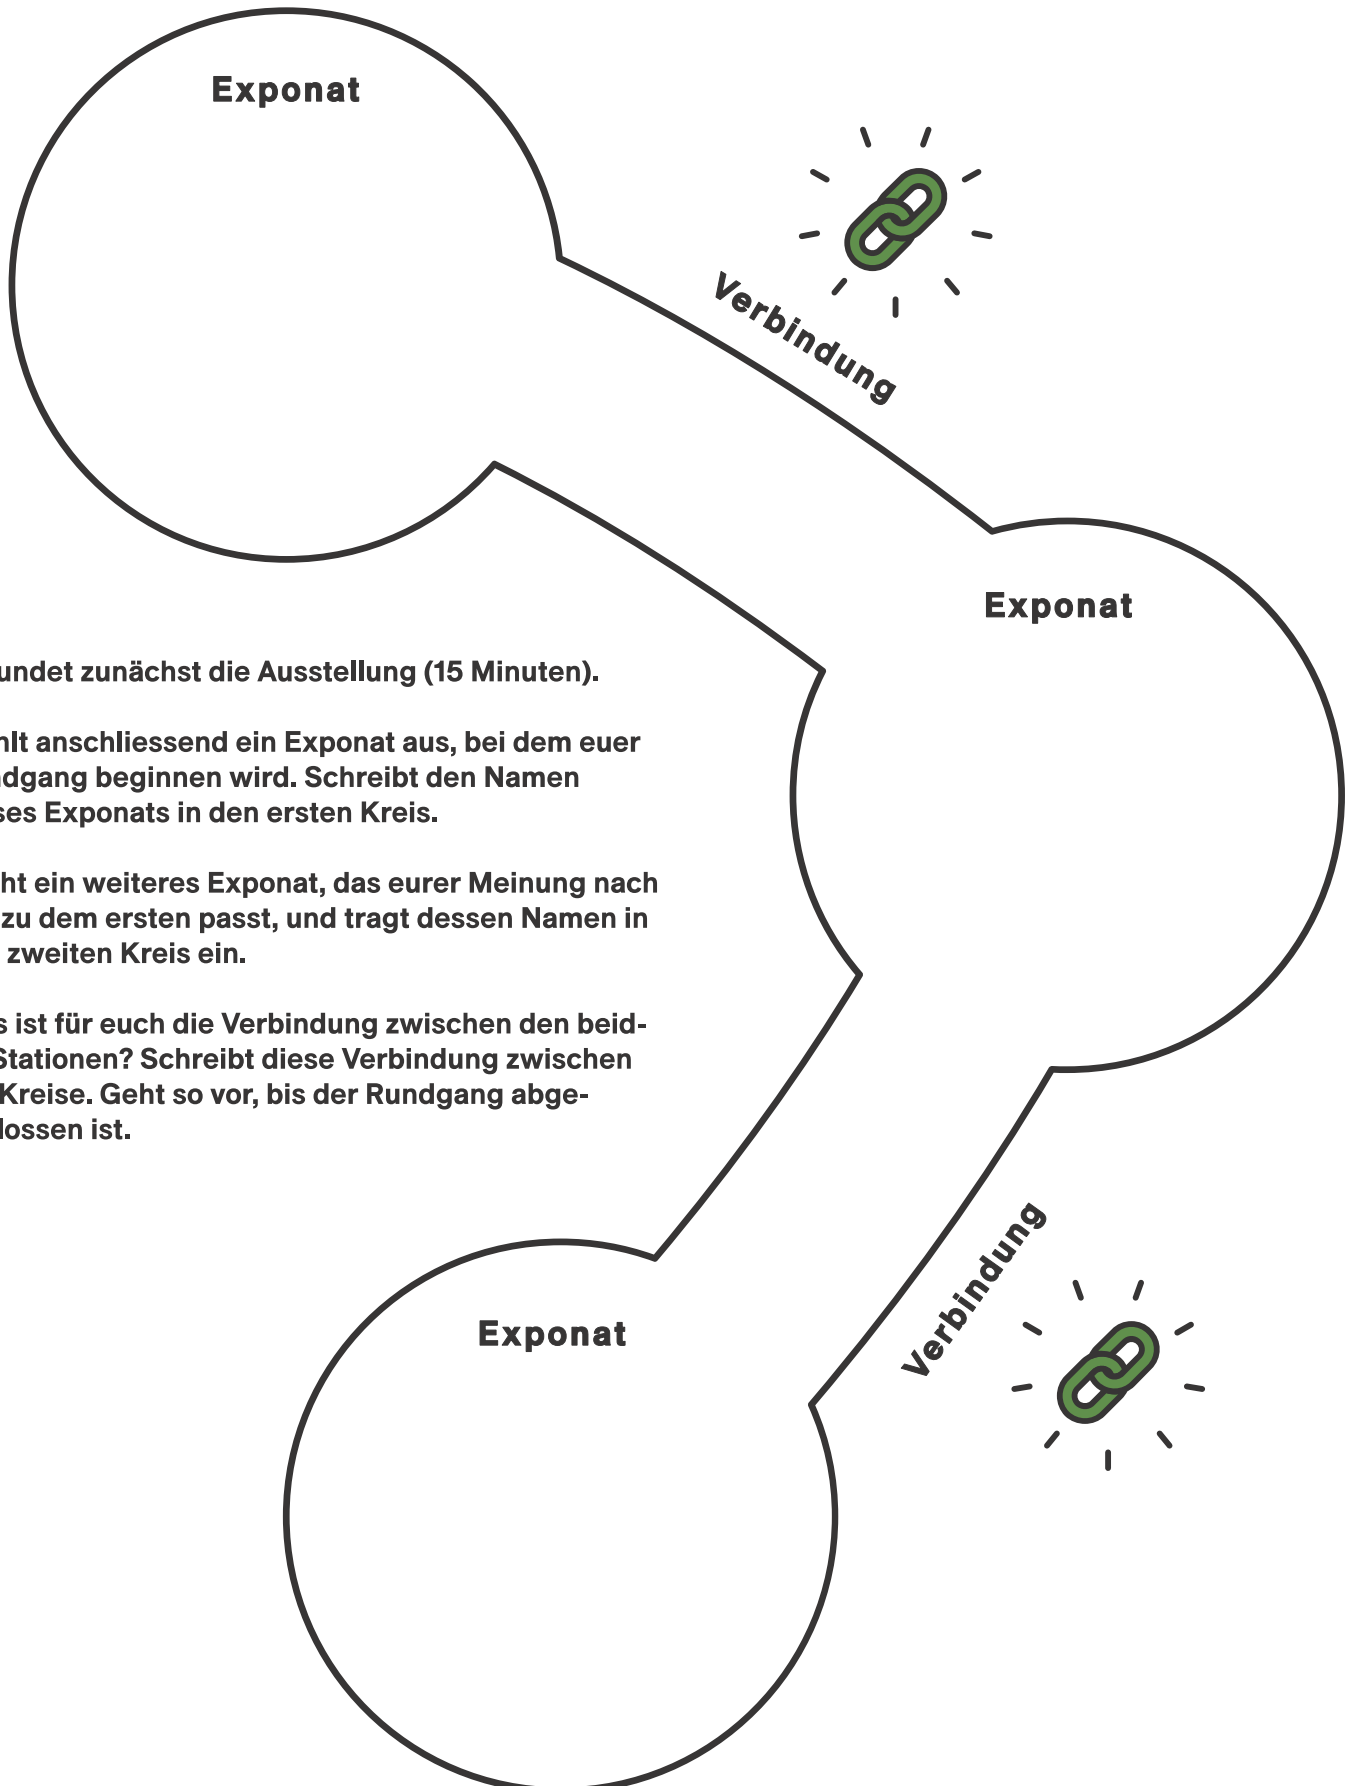 Exponat
Verbindung
Exponat
undet zunächst die Ausstellung (15 Minuten).
hlt anschliessend ein Exponat aus, bei dem euer
ndgang beginnen wird. Schreibt den Namen
ses Exponats in den ersten Kreis.
ht ein weiteres Exponat, das eurer Meinung nach
zu dem ersten passt, und tragt dessen Namen in
zweiten Kreis ein.
s ist für euch die Verbindung zwischen den beid-
Stationen? Schreibt diese Verbindung zwischen
Kreise. Geht so vor, bis der Rundgang abge-
lossen ist.
Verbindung
Exponat